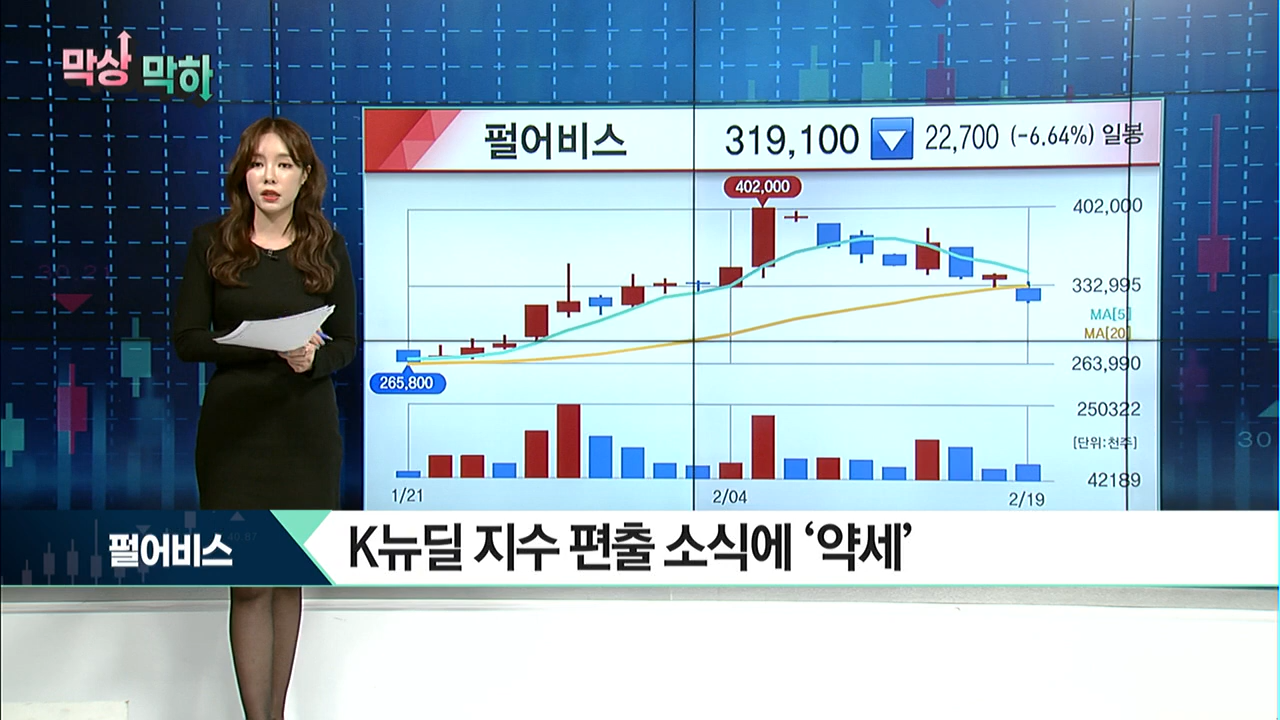 막상 막하
펄어비스 319,100 ▼ 22,700 (-6.64%) 일봉
402,000
402,000
332,995
MA[5]
MA[20]
263,990
265,800
250322
[단위:천주]
42189
1/21 2/04 2/19
펄어비스
K뉴딜 지수 편출 소식에 ‘약세’